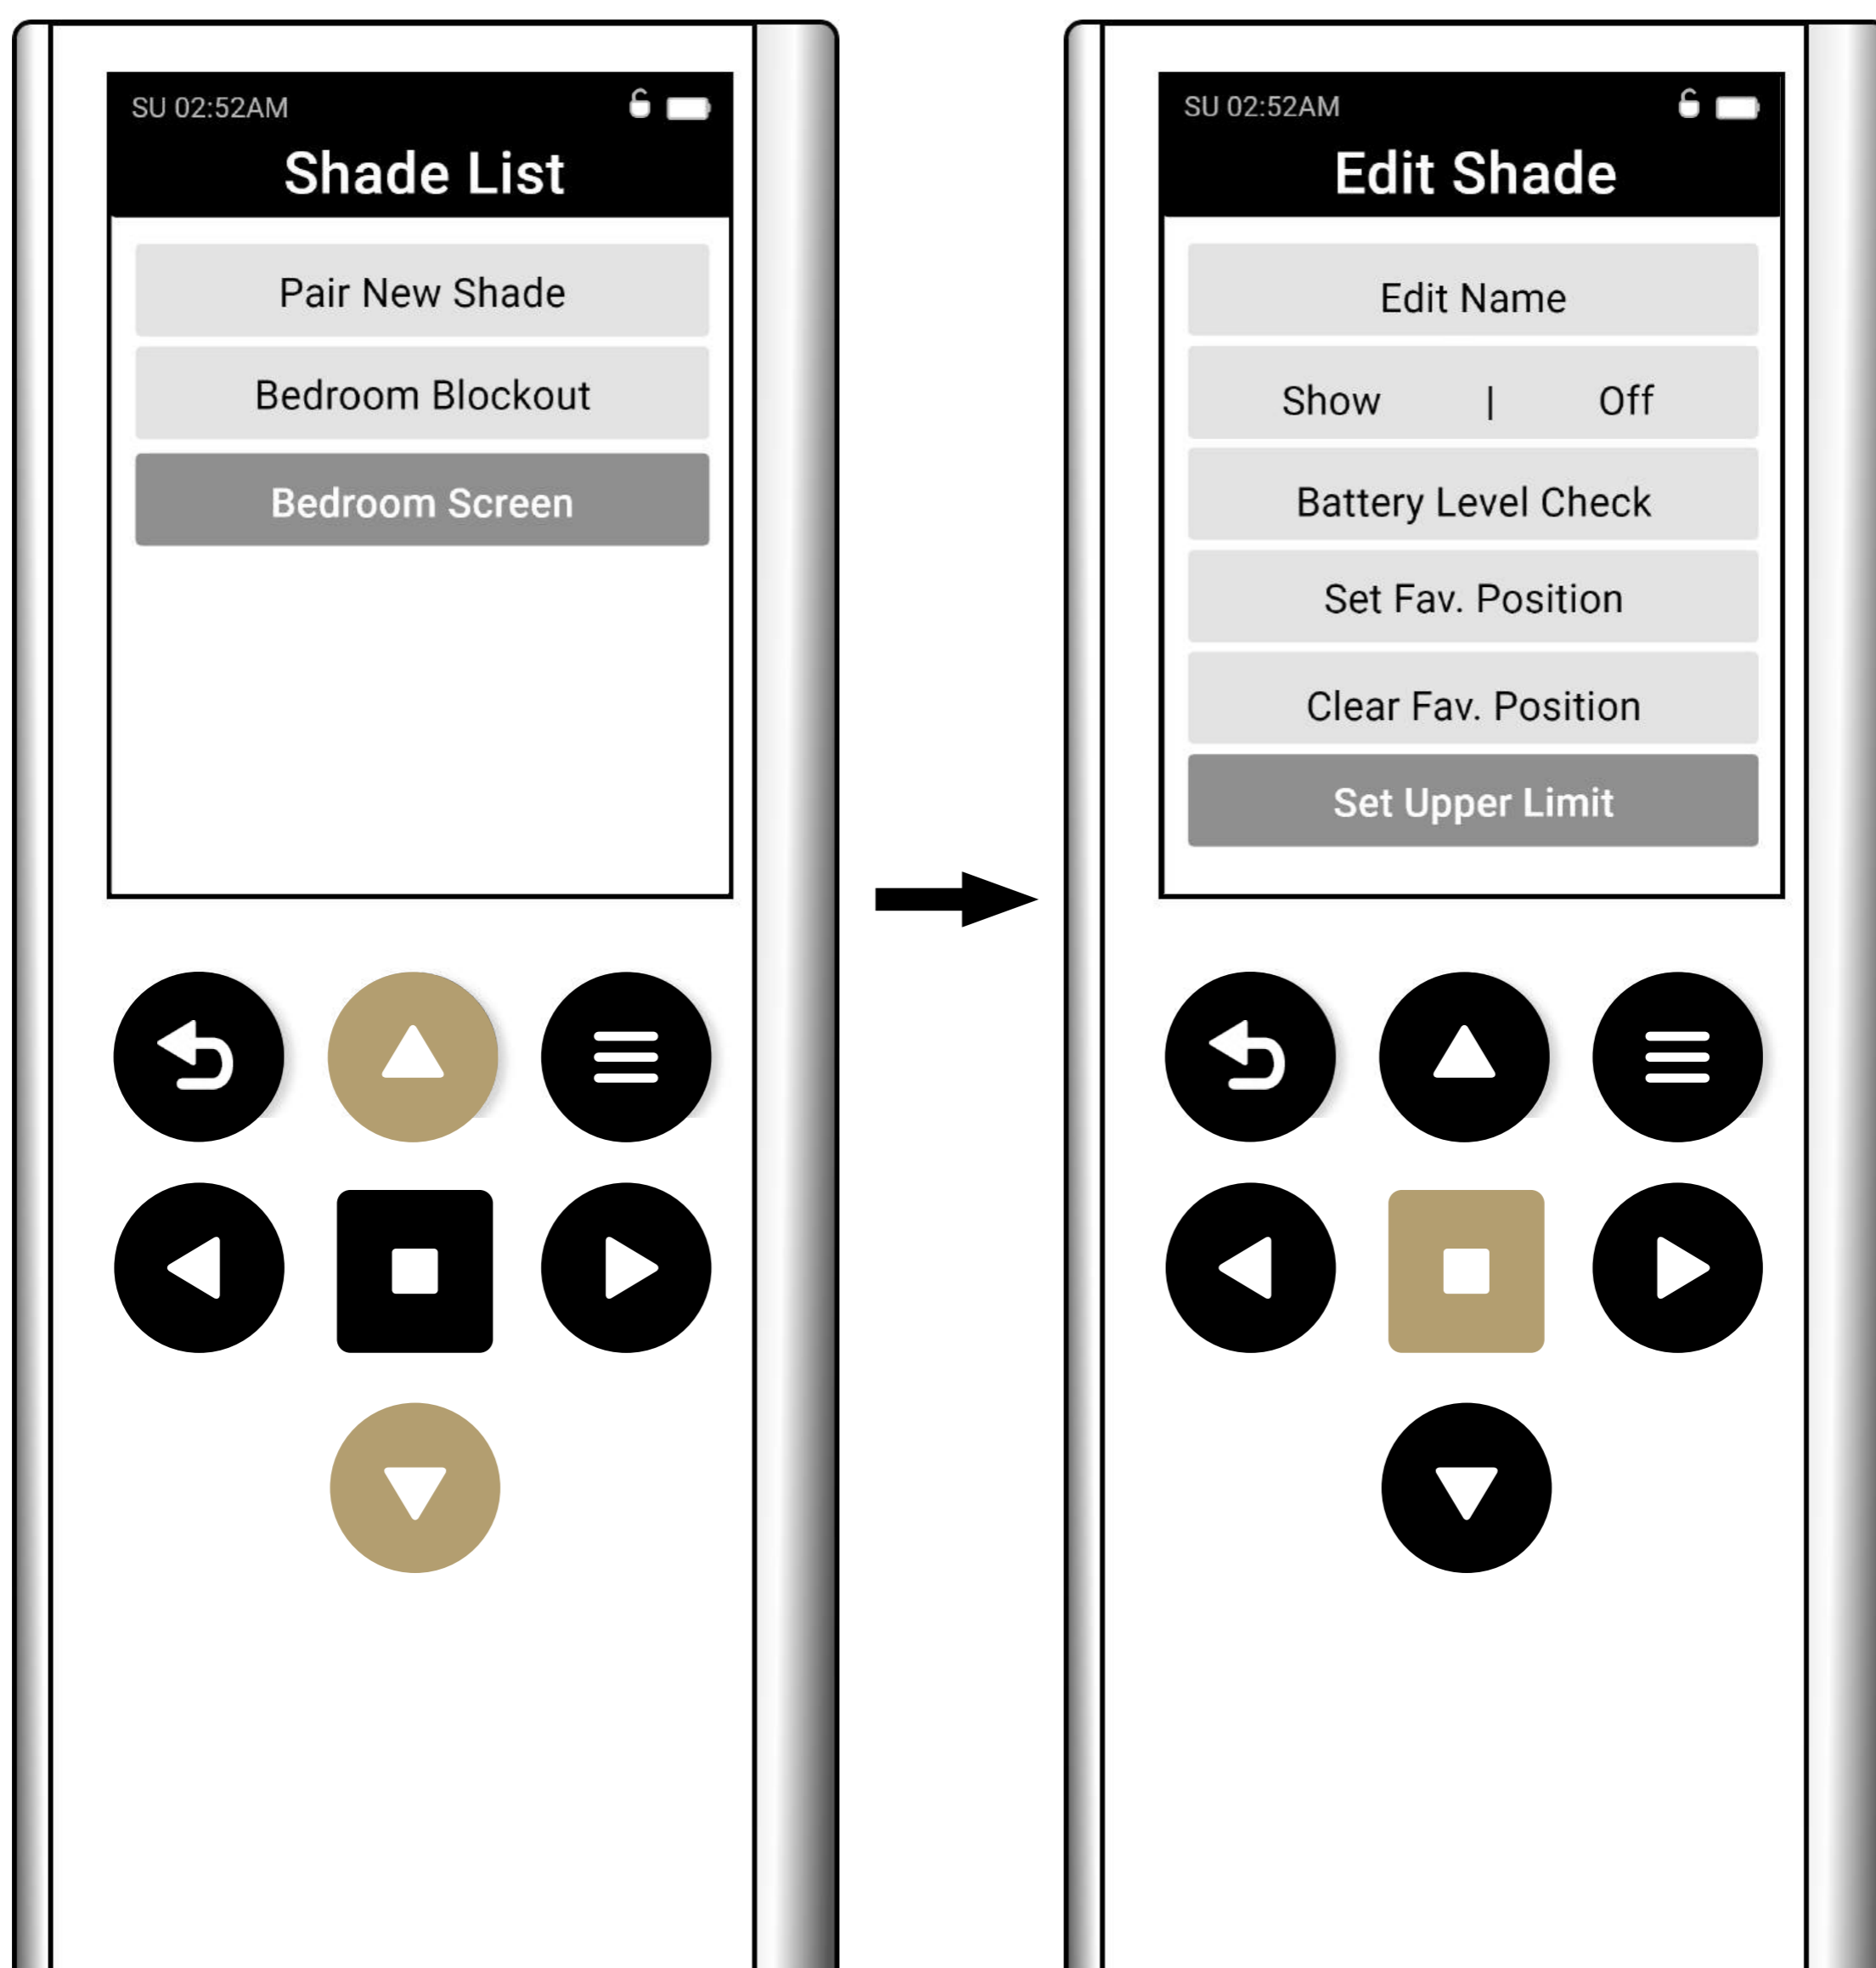 SU 02:52AM
Shade List
Pair New Shade
Bedroom Blockout
Bedroom Screen
SU 02:52AM
Edit Shade
Edit Name
Show | Off
Battery Level Check
Set Fav. Position
Clear Fav. Position
Set Upper Limit